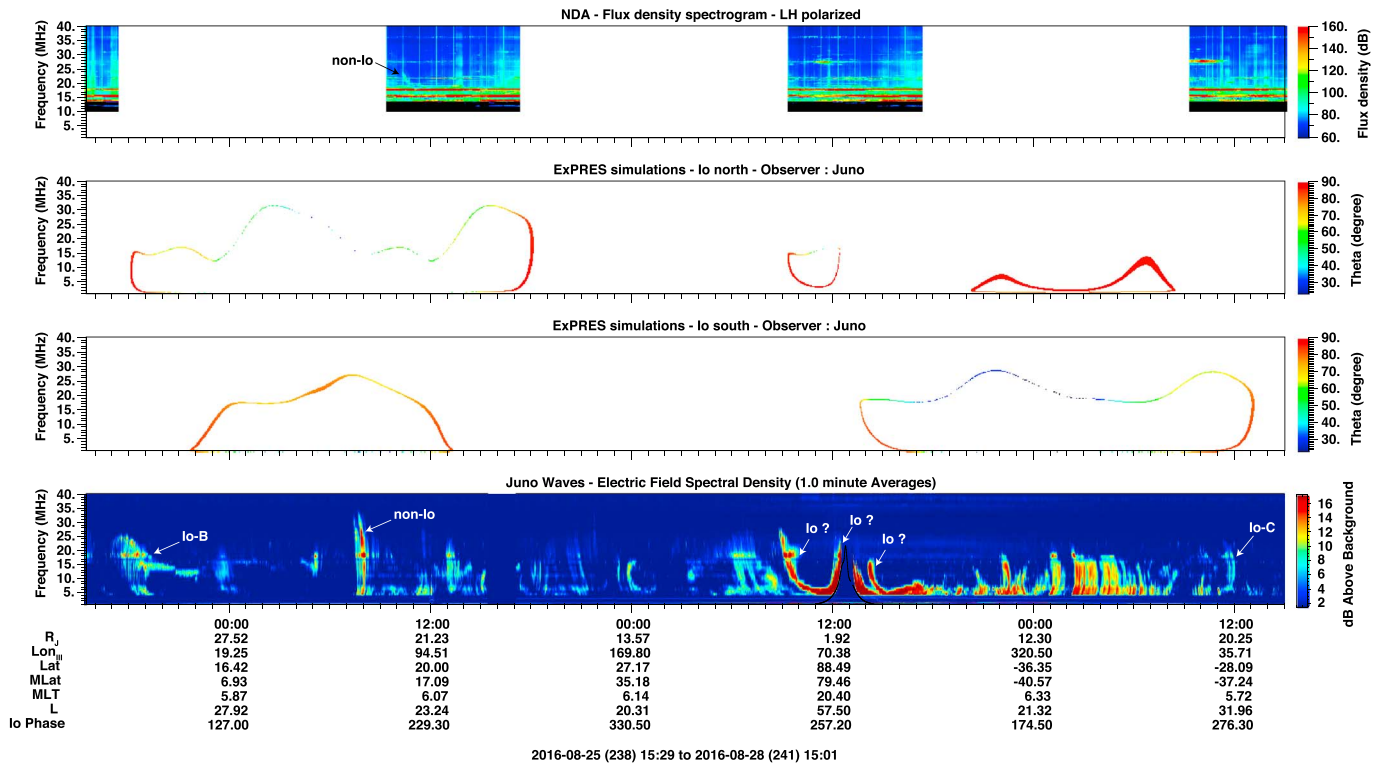 NDA - Flux density spectrogram - LH polarized
Frequency (MHz)
40.
35.
30.
25.
20.
15.
10.
5.
non-Io
160.
140.
120.
100.
80.
60.
Flux density (dB)
ExPRES simulations - Io north - Observer : Juno
Frequency (MHz)
40.
35.
30.
25.
20.
15.
10.
5.
90.
80.
70.
60.
50.
40.
30.
Theta (degree)
ExPRES simulations - Io south - Observer : Juno
Frequency (MHz)
40.
35.
30.
25.
20.
15.
10.
5.
90.
80.
70.
60.
50.
40.
30.
Theta (degree)
Juno Waves - Electric Field Spectral Density (1.0 minute Averages)
Frequency (MHz)
40.
35.
30.
25.
20.
15.
10.
5.
Io-B
non-Io
Io ?
Io ?
Io ?
Io-C
16
14
12
10
8
6
4
2
dB Above Background
00:00 12:00 00:00 12:00 00:00 12:00
RJ 27.52 21.23 13.57 1.92 12.30 20.25
LonIII 19.25 94.51 169.80 70.38 320.50 35.71
Lat 16.42 20.00 27.17 88.49 -36.35 -28.09
MLat 6.93 17.09 35.18 79.46 -40.57 -37.24
MLT 5.87 6.07 6.14 20.40 6.33 5.72
L 27.92 23.24 20.31 57.50 21.32 31.96
Io Phase 127.00 229.30 330.50 257.20 174.50 276.30
2016-08-25 (238) 15:29 to 2016-08-28 (241) 15:01